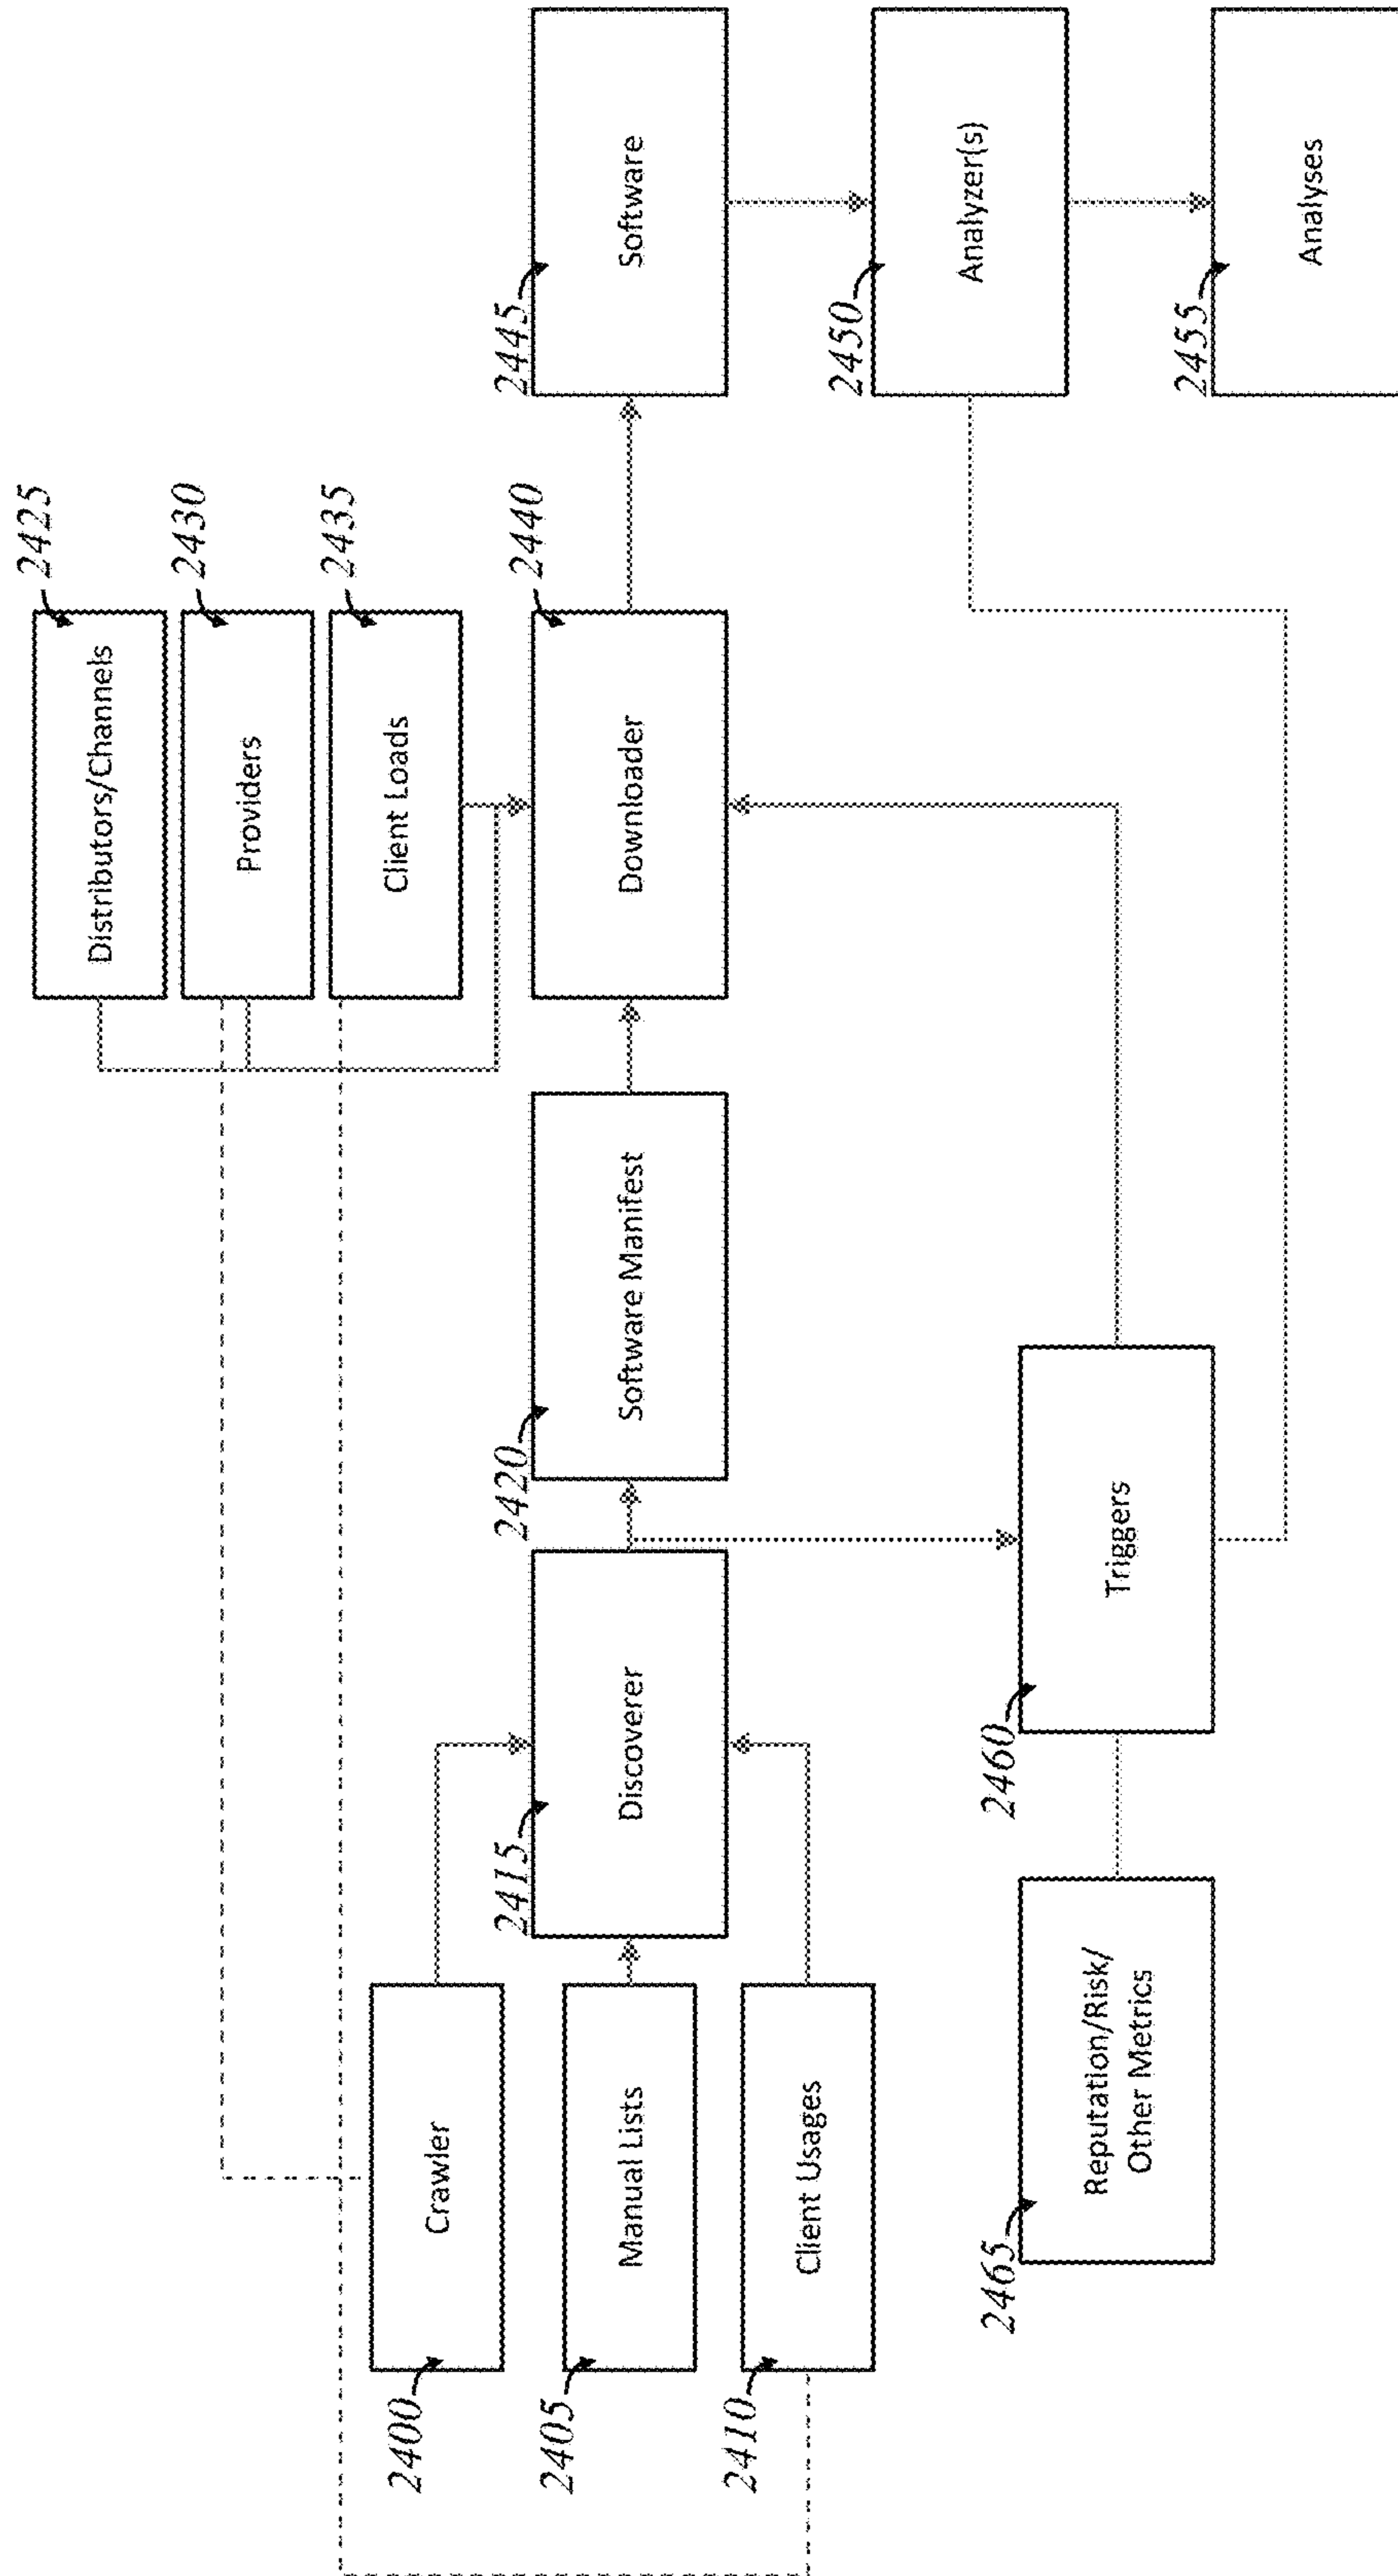 2400
Crawler
2405
Manual Lists
2410
Client Usages
2415
Discoverer
2420
Software Manifest
2425
Distributors/Channels
2430
Providers
2435
Client Loads
2440
Downloader
2445
Software
2450
Analyzer(s)
2455
Analyses
2460
Triggers
2465
Reputation/Risk/
Other Metrics